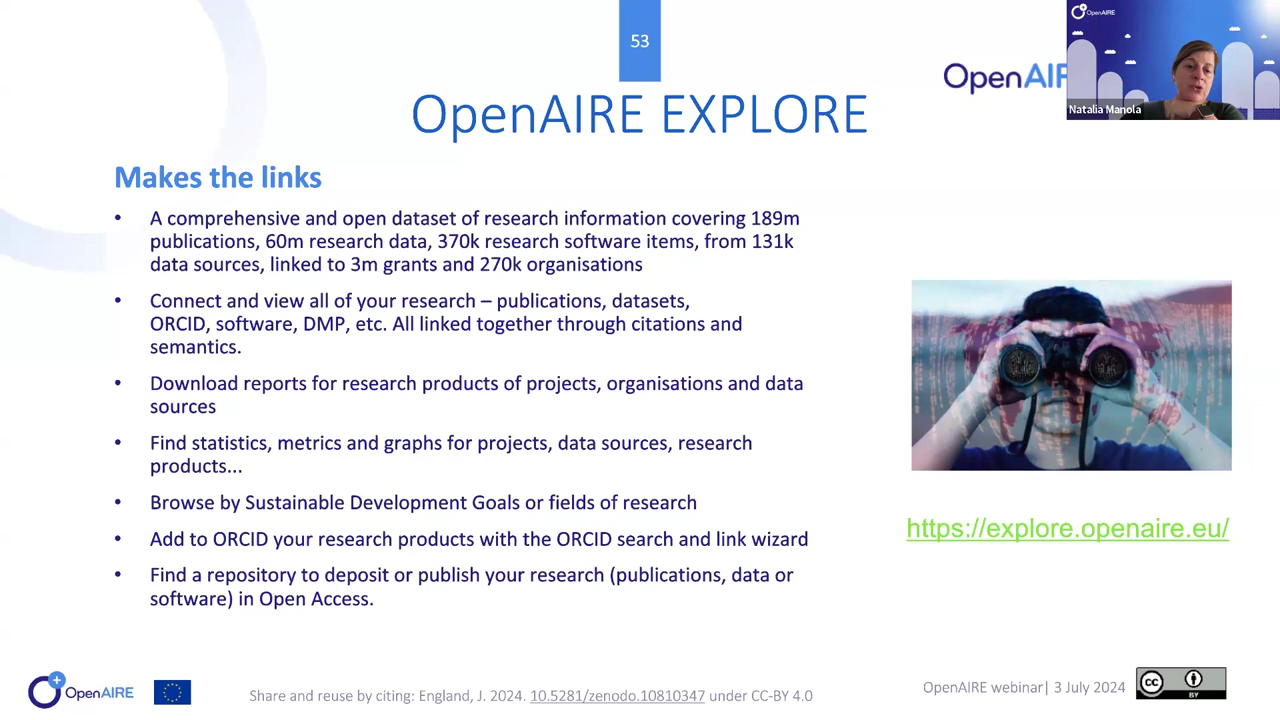 53
OpenAIRE
OpenAI
Natalia Manola
OpenAIRE EXPLORE
Makes the links
• A comprehensive and open dataset of research information covering 189m
publications, 60m research data, 370k research software items, from 131k
data sources, linked to 3m grants and 270k organisations
• Connect and view all of your research – publications, datasets,
ORCID, software, DMP, etc. All linked together through citations and
semantics.
• Download reports for research products of projects, organisations and data
sources
• Find statistics, metrics and graphs for projects, data sources, research
products...
• Browse by Sustainable Development Goals or fields of research
• Add to ORCID your research products with the ORCID search and link wizard
• Find a repository to deposit or publish your research (publications, data or
software) in Open Access.
https://explore.openaire.eu/
OpenAIRE
Share and reuse by citing: England, J. 2024. 10.5281/zenodo.10810347 under CC-BY 4.0
OpenAIRE webinar| 3 July 2024
cc
BY